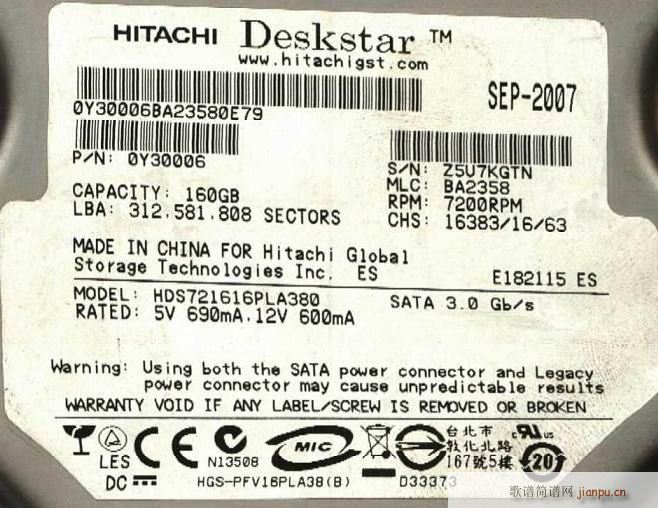 HITACHI Deskstar ™
www.hitachigst.com
SEP-2007
0Y30006BA23580E79
P/N: 0Y30006
S/N: Z5U7KGTN
MLC: BA2358
CAPACITY: 160GB
RPM: 7200RPM
LBA: 312.581.808 SECTORS
CHS: 16383/16/63
MADE IN CHINA FOR Hitachi Global
Storage Technologies Inc. ES
E182115 ES
MODEL: HDS721616PLA380
SATA 3.0 Gb/s
RATED: 5V 690mA.12V 600mA
Warning: Using both the SATA power connector and Legacy
power connector may cause unpredictable results
WARRANTY VOID IF ANY LABEL/SCREW IS REMOVED OR BROKEN
LES
DC
CE
N13508
MIC
HGS-PFV16PLA38(B)
D33373
台北市
敦化北路
167號5樓
c UR us
20
歌谱简谱网 jianpu.cn